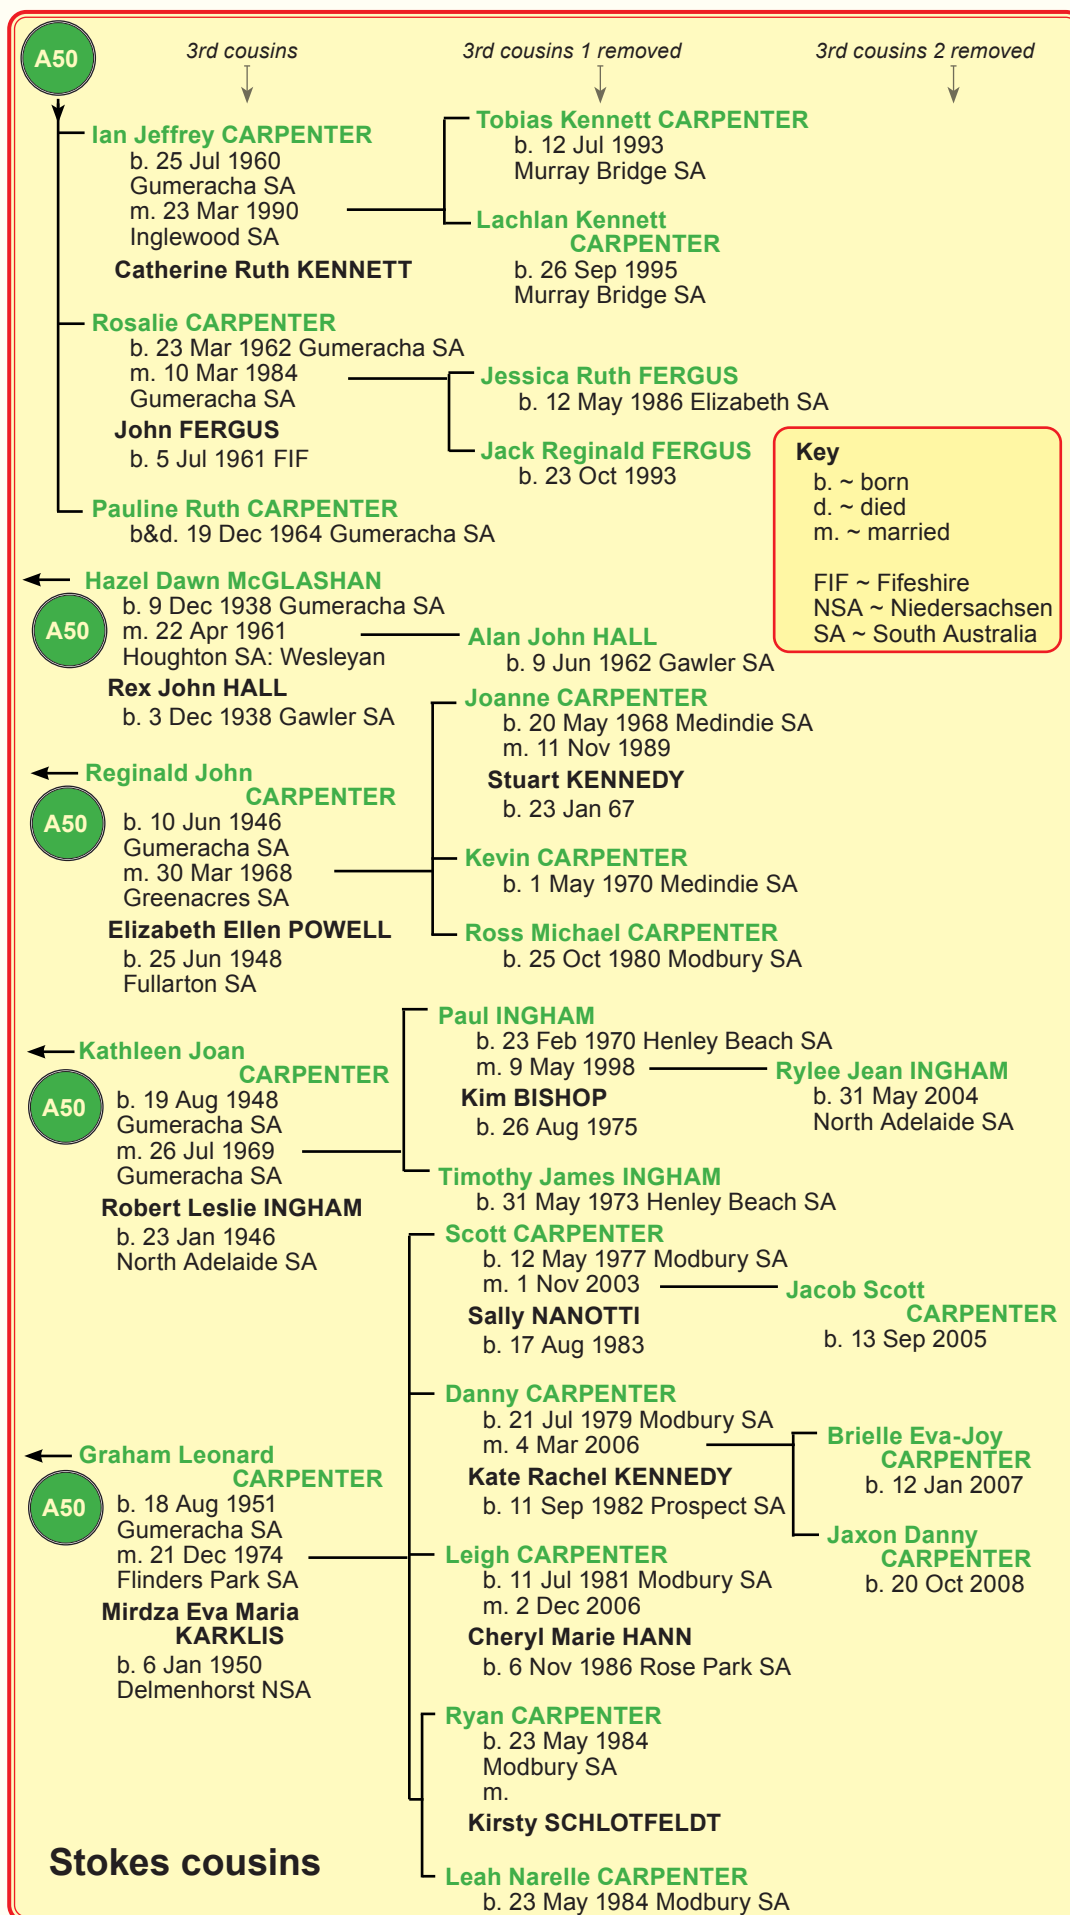 A50
3rd cousins
3rd cousins 1 removed
3rd cousins 2 removed
Ian Jeffrey CARPENTER
b. 25 Jul 1960
Gumeracha SA
m. 23 Mar 1990
Inglewood SA
Catherine Ruth KENNETT
Tobias Kennett CARPENTER
b. 12 Jul 1993
Murray Bridge SA
Lachlan Kennett
CARPENTER
b. 26 Sep 1995
Murray Bridge SA
Rosalie CARPENTER
b. 23 Mar 1962 Gumeracha SA
m. 10 Mar 1984
Gumeracha SA
John FERGUS
b. 5 Jul 1961 FIF
Jessica Ruth FERGUS
b. 12 May 1986 Elizabeth SA
Jack Reginald FERGUS
b. 23 Oct 1993
Key
b. ~ born
d. ~ died
m. ~ married
FIF ~ Fifeshire
NSA ~ Niedersachsen
SA ~ South Australia
Pauline Ruth CARPENTER
b&d. 19 Dec 1964 Gumeracha SA
Hazel Dawn McGLASHAN
A50
b. 9 Dec 1938 Gumeracha SA
m. 22 Apr 1961
Houghton SA: Wesleyan
Rex John HALL
b. 3 Dec 1938 Gawler SA
Alan John HALL
b. 9 Jun 1962 Gawler SA
Reginald John
CARPENTER
A50
b. 10 Jun 1946
Gumeracha SA
m. 30 Mar 1968
Greenacres SA
Elizabeth Ellen POWELL
b. 25 Jun 1948
Fullarton SA
Joanne CARPENTER
b. 20 May 1968 Medindie SA
m. 11 Nov 1989
Stuart KENNEDY
b. 23 Jan 67
Kevin CARPENTER
b. 1 May 1970 Medindie SA
Ross Michael CARPENTER
b. 25 Oct 1980 Modbury SA
Kathleen Joan
CARPENTER
A50
b. 19 Aug 1948
Gumeracha SA
m. 26 Jul 1969
Gumeracha SA
Robert Leslie INGHAM
b. 23 Jan 1946
North Adelaide SA
Paul INGHAM
b. 23 Feb 1970 Henley Beach SA
m. 9 May 1998
Kim BISHOP
b. 26 Aug 1975
Rylee Jean INGHAM
b. 31 May 2004
North Adelaide SA
Timothy James INGHAM
b. 31 May 1973 Henley Beach SA
Graham Leonard
CARPENTER
A50
b. 18 Aug 1951
Gumeracha SA
m. 21 Dec 1974
Flinders Park SA
Mirdza Eva Maria
KARKLIS
b. 6 Jan 1950
Delmenhorst NSA
Scott CARPENTER
b. 12 May 1977 Modbury SA
m. 1 Nov 2003
Sally NANOTTI
b. 17 Aug 1983
Jacob Scott
CARPENTER
b. 13 Sep 2005
Danny CARPENTER
b. 21 Jul 1979 Modbury SA
m. 4 Mar 2006
Kate Rachel KENNEDY
b. 11 Sep 1982 Prospect SA
Brielle Eva-Joy
CARPENTER
b. 12 Jan 2007
Jaxon Danny
CARPENTER
b. 20 Oct 2008
Leigh CARPENTER
b. 11 Jul 1981 Modbury SA
m. 2 Dec 2006
Cheryl Marie HANN
b. 6 Nov 1986 Rose Park SA
Ryan CARPENTER
b. 23 May 1984
Modbury SA
m.
Kirsty SCHLOTFELDT
Leah Narelle CARPENTER
b. 23 May 1984 Modbury SA
Stokes cousins